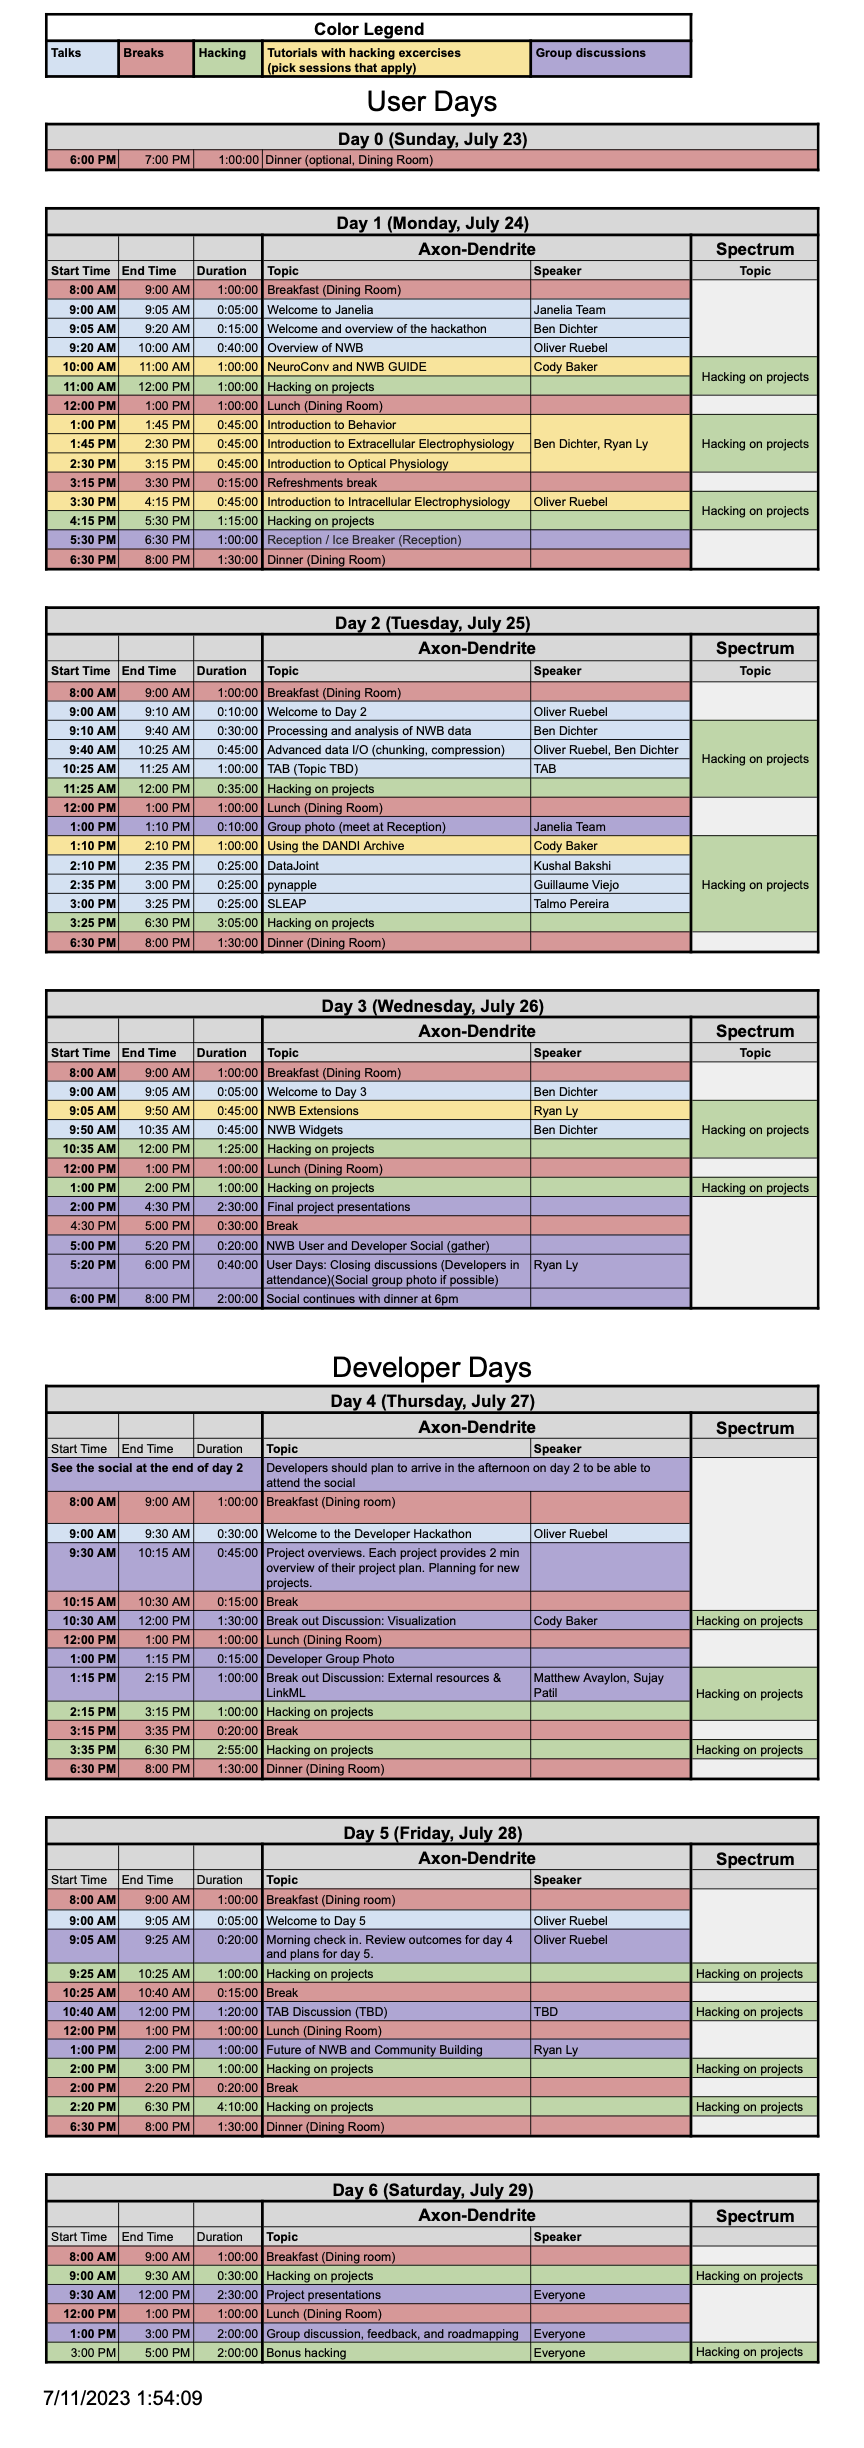 Color Legend
Talks Breaks Hacking Tutorials with hacking excercises Group discussions
(pick sessions that apply)
User Days
Day 0 (Sunday, July 23)
6:00 PM 7:00 PM 1:00:00 Dinner (optional, Dining Room)
Day 1 (Monday, July 24)
Axon-Dendrite Spectrum
Start Time End Time Duration Topic Speaker Topic
8:00 AM 9:00 AM 1:00:00 Breakfast (Dining Room)
9:00 AM 9:05 AM 0:05:00 Welcome to Janelia Janelia Team
9:05 AM 9:20 AM 0:15:00 Welcome and overview of the hackathon Ben Dichter
9:20 AM 10:00 AM 0:40:00 Overview of NWB Oliver Ruebel
10:00 AM 11:00 AM 1:00:00 NeuroConv and NWB GUIDE Cody Baker
Hacking on projects
11:00 AM 12:00 PM 1:00:00 Hacking on projects
12:00 PM 1:00 PM 1:00:00 Lunch (Dining Room)
1:00 PM 1:45 PM 0:45:00 Introduction to Behavior
1:45 PM 2:30 PM 0:45:00 Introduction to Extracellular Electrophysiology Ben Dichter, Ryan Ly Hacking on projects
2:30 PM 3:15 PM 0:45:00 Introduction to Optical Physiology
3:15 PM 3:30 PM 0:15:00 Refreshments break
3:30 PM 4:15 PM 0:45:00 Introduction to Intracellular Electrophysiology Oliver Ruebel
Hacking on projects
4:15 PM 5:30 PM 1:15:00 Hacking on projects
5:30 PM 6:30 PM 1:00:00 Reception / Ice Breaker (Reception)
6:30 PM 8:00 PM 1:30:00 Dinner (Dining Room)
Day 2 (Tuesday, July 25)
Axon-Dendrite Spectrum
Start Time End Time Duration Topic Speaker Topic
8:00 AM 9:00 AM 1:00:00 Breakfast (Dining Room)
9:00 AM 9:10 AM 0:10:00 Welcome to Day 2 Oliver Ruebel
9:10 AM 9:40 AM 0:30:00 Processing and analysis of NWB data Ben Dichter
9:40 AM 10:25 AM 0:45:00 Advanced data I/O (chunking, compression) Oliver Ruebel, Ben Dichter
Hacking on projects
10:25 AM 11:25 AM 1:00:00 TAB (Topic TBD) TAB
11:25 AM 12:00 PM 0:35:00 Hacking on projects
12:00 PM 1:00 PM 1:00:00 Lunch (Dining Room)
1:00 PM 1:10 PM 0:10:00 Group photo (meet at Reception) Janelia Team
1:10 PM 2:10 PM 1:00:00 Using the DANDI Archive Cody Baker
2:10 PM 2:35 PM 0:25:00 DataJoint Kushal Bakshi
2:35 PM 3:00 PM 0:25:00 pynapple Guillaume Viejo Hacking on projects
3:00 PM 3:25 PM 0:25:00 SLEAP Talmo Pereira
3:25 PM 6:30 PM 3:05:00 Hacking on projects
6:30 PM 8:00 PM 1:30:00 Dinner (Dining Room)
Day 3 (Wednesday, July 26)
Axon-Dendrite Spectrum
Start Time End Time Duration Topic Speaker Topic
8:00 AM 9:00 AM 1:00:00 Breakfast (Dining Room)
9:00 AM 9:05 AM 0:05:00 Welcome to Day 3 Ben Dichter
9:05 AM 9:50 AM 0:45:00 NWB Extensions Ryan Ly
9:50 AM 10:35 AM 0:45:00 NWB Widgets Ben Dichter Hacking on projects
10:35 AM 12:00 PM 1:25:00 Hacking on projects
12:00 PM 1:00 PM 1:00:00 Lunch (Dining Room)
1:00 PM 2:00 PM 1:00:00 Hacking on projects Hacking on projects
2:00 PM 4:30 PM 2:30:00 Final project presentations
4:30 PM 5:00 PM 0:30:00 Break
5:00 PM 5:20 PM 0:20:00 NWB User and Developer Social (gather)
5:20 PM 6:00 PM 0:40:00 User Days: Closing discussions (Developers in Ryan Ly
attendance)(Social group photo if possible)
6:00 PM 8:00 PM 2:00:00 Social continues with dinner at 6pm
Developer Days
Day 4 (Thursday, July 27)
Axon-Dendrite Spectrum
Start Time End Time Duration Topic Speaker
See the social at the end of day 2 Developers should plan to arrive in the afternoon on day 2 to be able to
attend the social
8:00 AM 9:00 AM 1:00:00 Breakfast (Dining room)
9:00 AM 9:30 AM 0:30:00 Welcome to the Developer Hackathon Oliver Ruebel
9:30 AM 10:15 AM 0:45:00 Project overviews. Each project provides 2 min
overview of their project plan. Planning for new
projects.
10:15 AM 10:30 AM 0:15:00 Break
10:30 AM 12:00 PM 1:30:00 Break out Discussion: Visualization Cody Baker Hacking on projects
12:00 PM 1:00 PM 1:00:00 Lunch (Dining Room)
1:00 PM 1:15 PM 0:15:00 Developer Group Photo
1:15 PM 2:15 PM 1:00:00 Break out Discussion: External resources & Matthew Avaylon, Sujay
LinkML Patil Hacking on projects
2:15 PM 3:15 PM 1:00:00 Hacking on projects
3:15 PM 3:35 PM 0:20:00 Break
3:35 PM 6:30 PM 2:55:00 Hacking on projects Hacking on projects
6:30 PM 8:00 PM 1:30:00 Dinner (Dining Room)
Day 5 (Friday, July 28)
Axon-Dendrite Spectrum
Start Time End Time Duration Topic Speaker
8:00 AM 9:00 AM 1:00:00 Breakfast (Dining room)
9:00 AM 9:05 AM 0:05:00 Welcome to Day 5 Oliver Ruebel
9:05 AM 9:25 AM 0:20:00 Morning check in. Review outcomes for day 4 Oliver Ruebel
and plans for day 5.
9:25 AM 10:25 AM 1:00:00 Hacking on projects Hacking on projects
10:25 AM 10:40 AM 0:15:00 Break
10:40 AM 12:00 PM 1:20:00 TAB Discussion (TBD) TBD Hacking on projects
12:00 PM 1:00 PM 1:00:00 Lunch (Dining Room)
1:00 PM 2:00 PM 1:00:00 Future of NWB and Community Building Ryan Ly
2:00 PM 3:00 PM 1:00:00 Hacking on projects Hacking on projects
2:00 PM 2:20 PM 0:20:00 Break
2:20 PM 6:30 PM 4:10:00 Hacking on projects Hacking on projects
6:30 PM 8:00 PM 1:30:00 Dinner (Dining Room)
Day 6 (Saturday, July 29)
Axon-Dendrite Spectrum
Start Time End Time Duration Topic Speaker
8:00 AM 9:00 AM 1:00:00 Breakfast (Dining room)
9:00 AM 9:30 AM 0:30:00 Hacking on projects Hacking on projects
9:30 AM 12:00 PM 2:30:00 Project presentations Everyone
12:00 PM 1:00 PM 1:00:00 Lunch (Dining Room)
1:00 PM 3:00 PM 2:00:00 Group discussion, feedback, and roadmapping Everyone
3:00 PM 5:00 PM 2:00:00 Bonus hacking Everyone Hacking on projects
7/11/2023 1:54:09